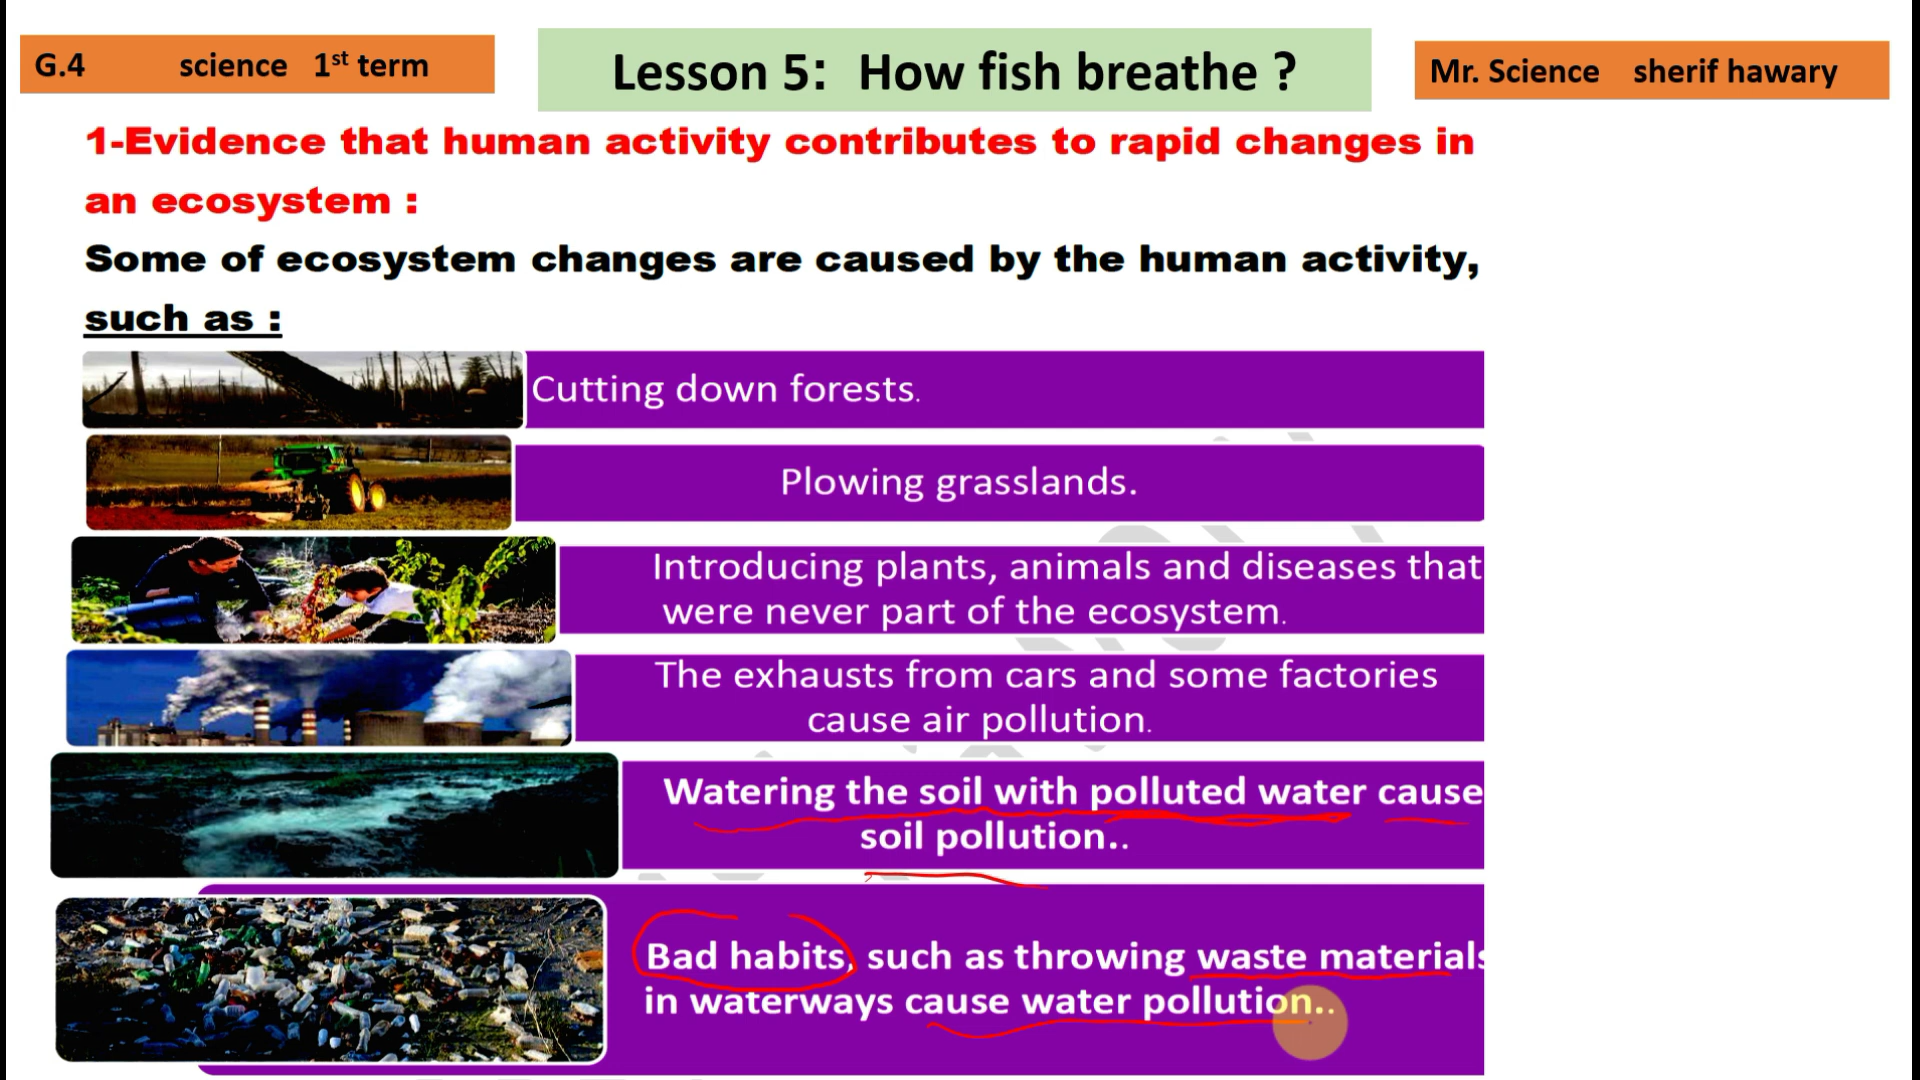 G.4 science 1st term
Lesson 5: How fish breathe ?
Mr. Science sherif hawary
1-Evidence that human activity contributes to rapid changes in
an ecosystem :
Some of ecosystem changes are caused by the human activity,
such as :
Cutting down forests.
Plowing grasslands.
Introducing plants, animals and diseases that
were never part of the ecosystem.
The exhausts from cars and some factories
cause air pollution.
Watering the soil with polluted water cause
soil pollution..
Bad habits, such as throwing waste materials
in waterways cause water pollution..